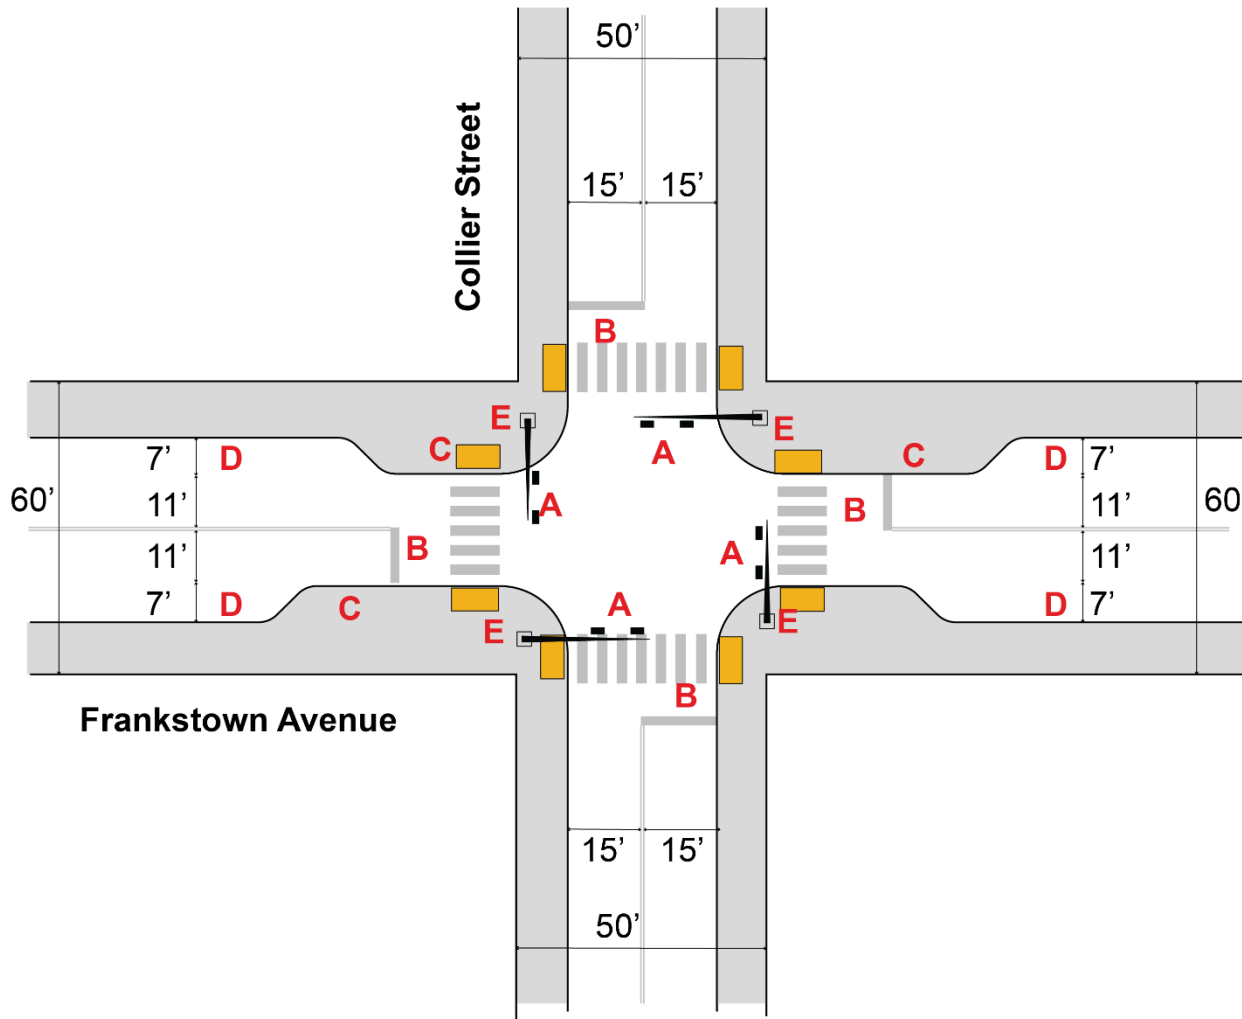 50’
Collier Street
15’ 15’
B
E E
A
C C
7’ D D 7’
60’ 11’ A B 11’ 60
11’ B A 11’
7’ D C A E D 7’
E
B
Frankstown Avenue
15’ 15’
50’